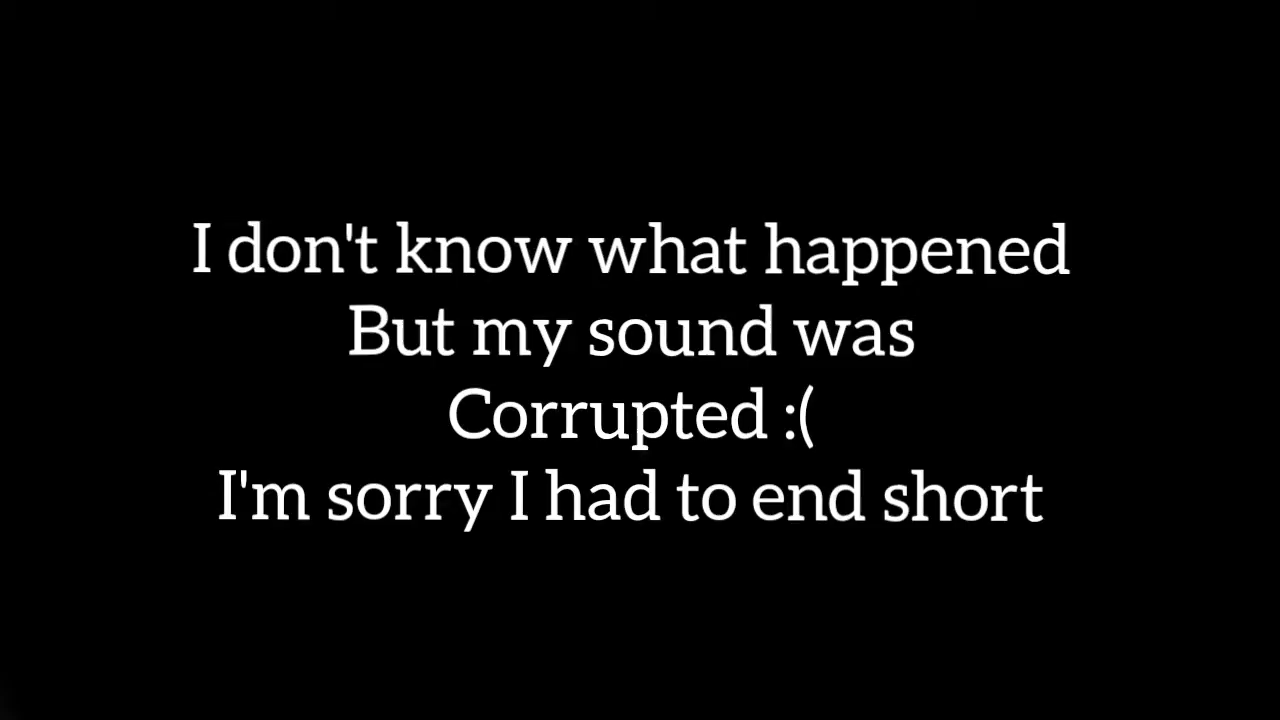 I don't know what happened
But my sound was
Corrupted :(
I'm sorry I had to end short